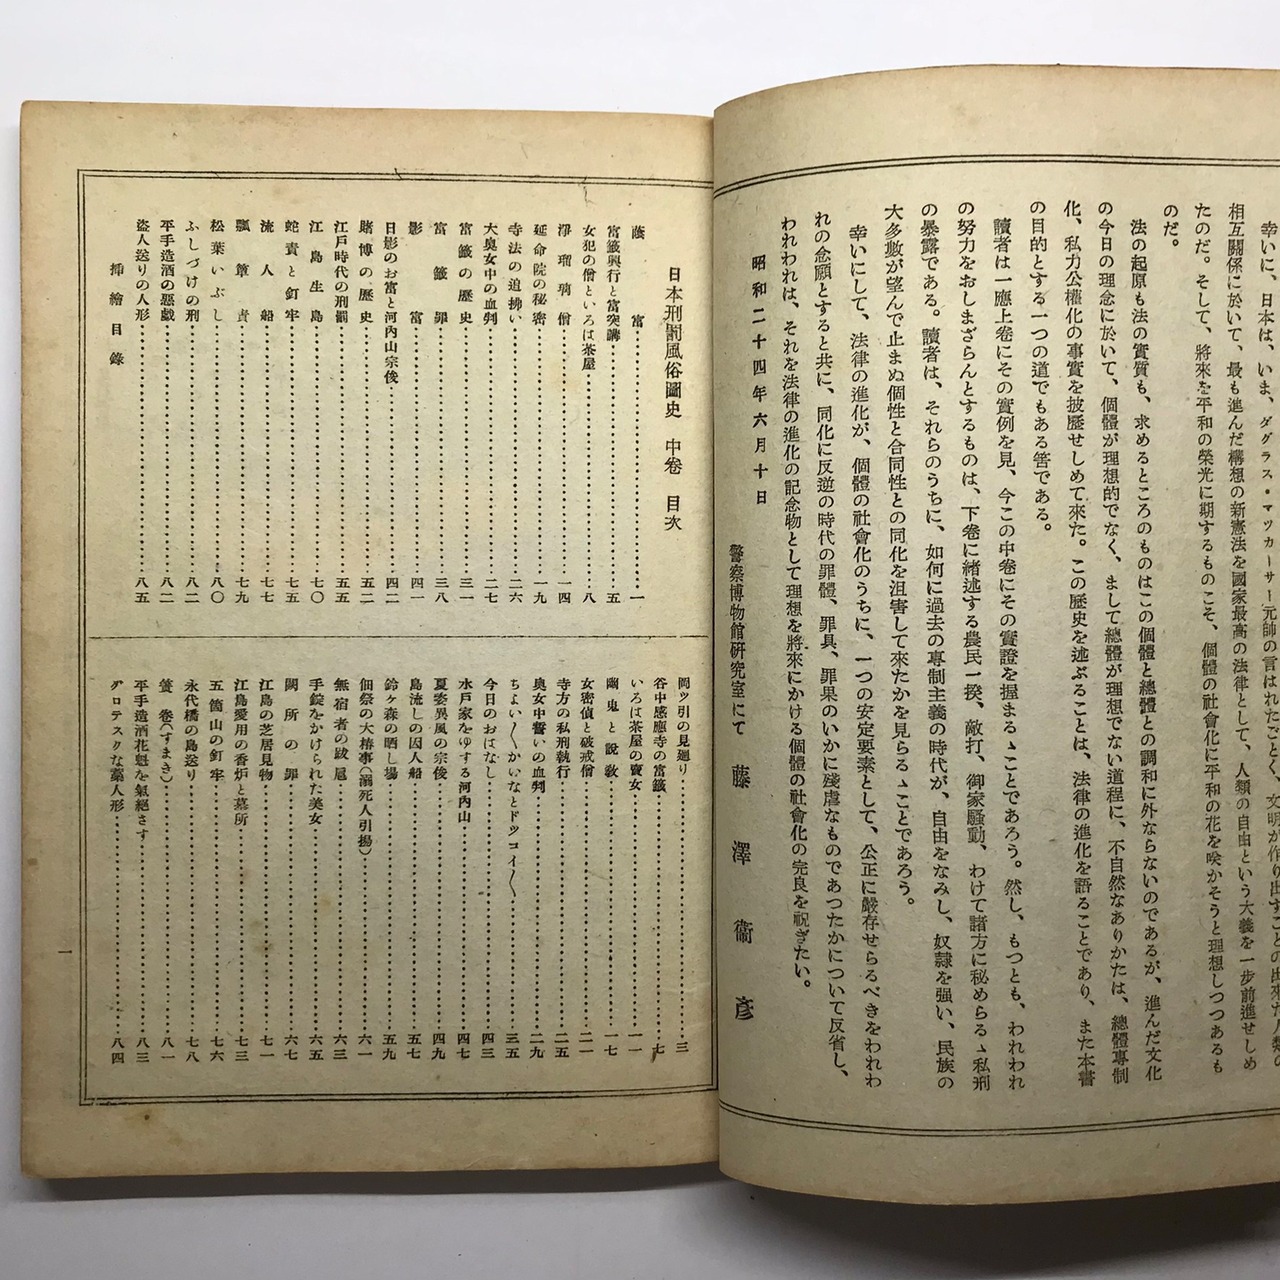 幸いに、日本は、いま、ダグラス・マツカーサー元帥の言はれたごとく、文明が作り出すことの出來た人類の
相互關係に於いて、最も進んだ構想の新憲法を國家最高の法律として、人類の自由という大義を一步前進せしめ
たのだ。そして、將來を平和の榮光に期するものこそ、個體の社會化に平和の花を咲かそうと理想しつつあるも
のだ。
法の起原も法の實質も、求めるところのものはこの個體と總體との調和に外ならないのであるが、進んだ文化
の今日の理念に於いて、個體が理想的でなく、まして總體が理想でない道程に、不自然なありかたは、總體專制
化、私力公權化の事實を披歷せしめて來た。この歷史を述ぶることは、法律の進化を語ることであり、また本書
の目的とする一つの道でもある筈である。
讀者は一應上卷にその實例を見、今この中卷にその實證を握まるゝことであろう。然し、もつとも、われわれ
の努力をおしまざらんとするものは、下卷に緖述する農民一揆、敵打、御家騷動、わけて諸方に秘めらるゝ私刑
の暴露である。讀者は、それらのうちに、如何に過去の專制主義の時代が、自由をなみし、奴隸を强い、民族の
大多數が望んで止まぬ個性と合同性との同化を沮害して來たかを見らるゝことであろう。
幸いにして、法律の進化が、個體の社會化のうちに、一つの安定要素として、公正に嚴存せらるべきをわれわ
れの念願とすると共に、同化に反逆の時代の罪體、罪具、罪果のいかに殘虐なものであつたかについて反省し、
われわれは、それを法律の進化の記念物として理想を將來にかける個體の社會化の完良を祝ぎたい。
昭和二十四年六月十日
警察博物館硏究室にて 藤澤衞彥
日本刑罰風俗圖史 中卷 目次
蔭富……一
富籤興行と富突講……五
女犯の僧といろは茶屋……八
淨瑠璃僧……一四
延命院の秘密……一九
寺法の追拂い……二六
大奥女中の血判……二七
富籤の歷史……三一
富籤罪……三八
影富……四一
日影のお富と河內山宗俊……四二
賭博の歷史……五二
江戶時代の刑罰……五五
江島生島……七〇
蛇責と釘牢……七五
流人船……七七
瓢簞責……七九
松葉いぶし……八〇
ふしづけの刑……八二
平手造酒の惡戲……八二
盜人送りの人形……八五
揷繪目錄
岡ツ引の見廻り……三
谷中感應寺の富籤……七
いろは茶屋の賣女……一一
幽鬼と說敎……一七
女密偵と破戒僧……二一
寺方の私刑執行……二五
奥女中誓いの血判……二九
ちよい〱かいなとドツコイ〱……三五
今日のおはなし……四三
水戶家をゆする河內山……四七
夏姿異風の宗俊……四九
島流しの囚人船……五七
鈴ヶ森の晒し場……五九
佃祭の大椿事（溺死人引揚）……六一
無宿者の跋扈……六三
手錠をかけられた美女……六五
闕所の罪……六七
江島の芝居見物……七一
江島愛用の香爐と墓所……七三
五箇山の釘牢……七六
永代橋の島送り……七八
簀卷（すまき）……八一
平手造酒花魁を氣絕さす……八三
グロテスクな藁人形……八四
一